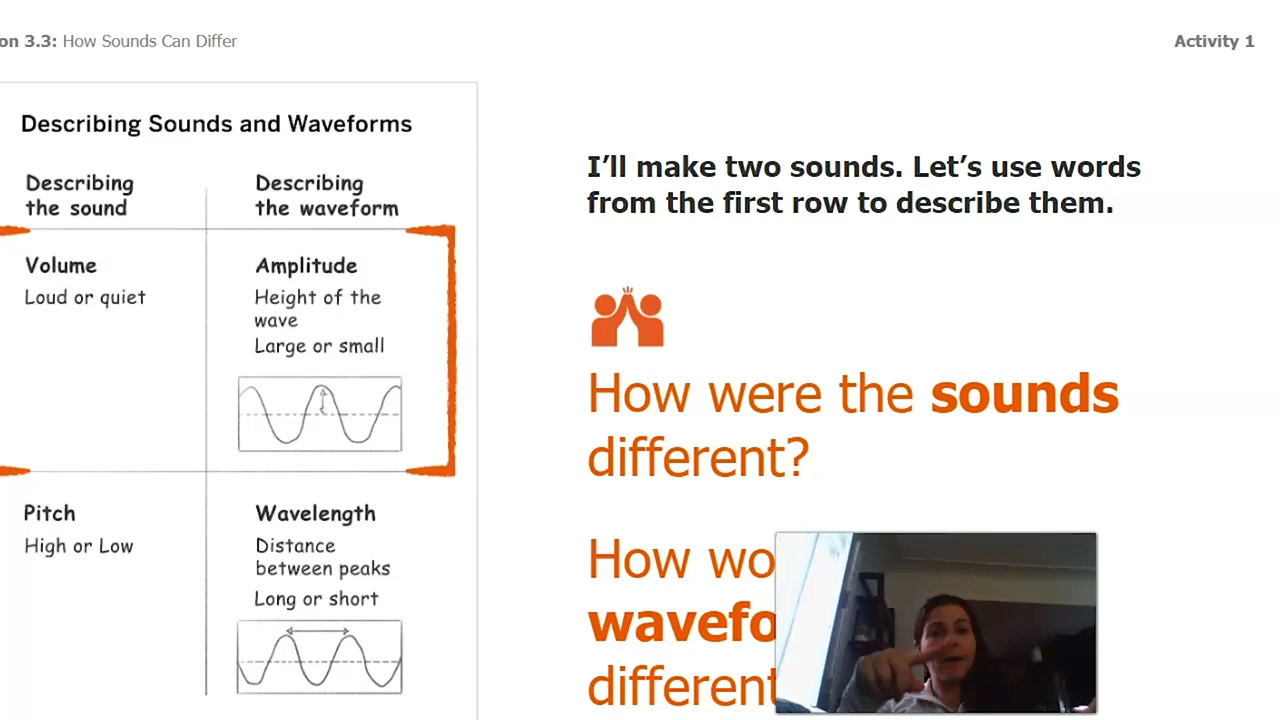 on 3.3: How Sounds Can Differ
Activity 1
Describing Sounds and Waveforms
Describing
the sound
Describing
the waveform
Volume
Loud or quiet
Amplitude
Height of the
wave
Large or small
Pitch
High or Low
Wavelength
Distance
between peaks
Long or short
I'll make two sounds. Let's use words
from the first row to describe them.
How were the sounds
different?
How wo
wavefo
different